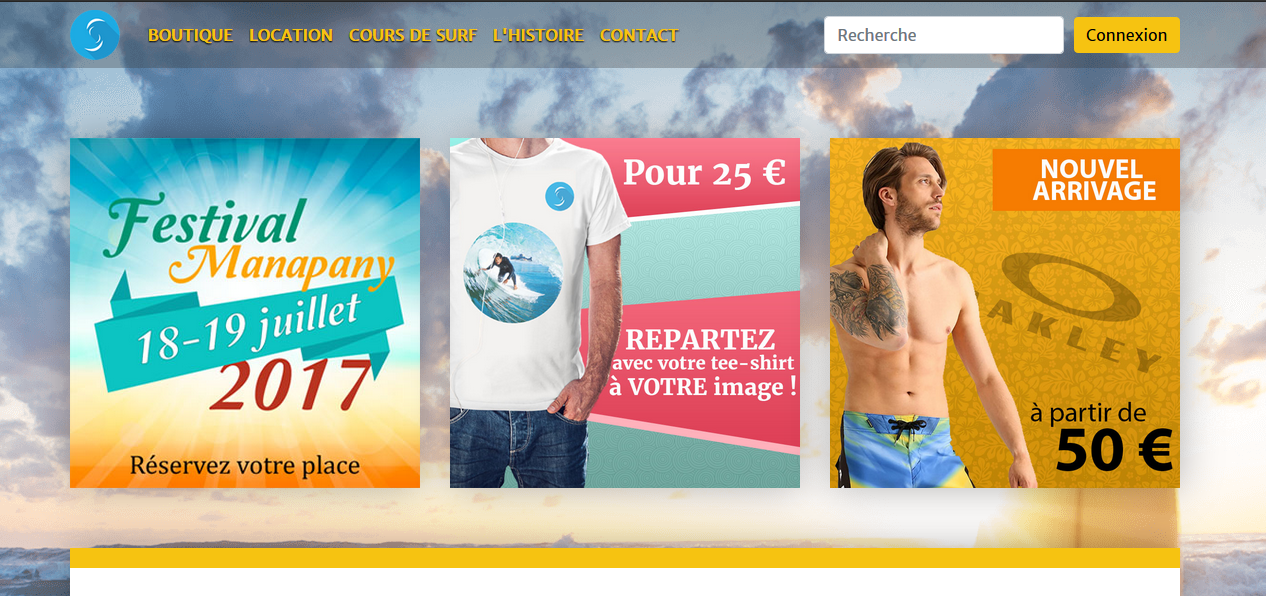 BOUTIQUE LOCATION COURS DE SURF L'HISTOIRE CONTACT Recherche Connexion
Festival
Manapany
18-19 juillet
2017
Réservez votre place
Pour 25 €
REPARTEZ
avec votre tee-shirt
à VOTRE image !
NOUVEL
ARRIVAGE
OAKLEY
à partir de
50 €